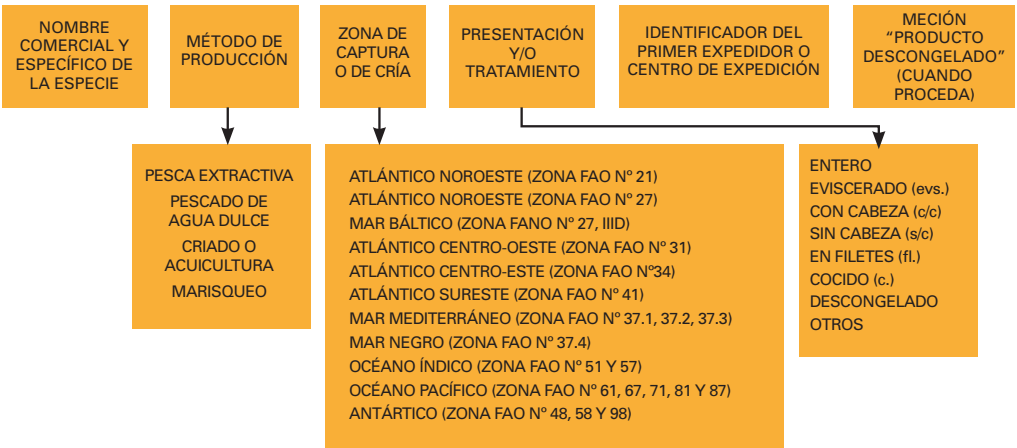 NOMBRE
COMERCIAL Y
ESPECÍFICO DE
LA ESPECIE
MÉTODO DE
PRODUCCIÓN
ZONA DE
CAPTURA
O DE CRÍA
PRESENTACIÓN
Y/O
TRATAMIENTO
IDENTIFICADOR DEL
PRIMER EXPEDIDOR O
CENTRO DE EXPEDICIÓN
MECIÓN
“PRODUCTO
DESCONGELADO”
(CUANDO
PROCEDA)
PESCA EXTRACTIVA
PESCADO DE
AGUA DULCE
CRIADO O
ACUICULTURA
MARISQUEO
ATLÁNTICO NOROESTE (ZONA FAO Nº 21)
ATLÁNTICO NOROESTE (ZONA FAO Nº 27)
MAR BÁLTICO (ZONA FANO Nº 27, IIID)
ATLÁNTICO CENTRO-OESTE (ZONA FAO Nº 31)
ATLÁNTICO CENTRO-ESTE (ZONA FAO Nº34)
ATLÁNTICO SURESTE (ZONA FAO Nº 41)
MAR MEDITERRÁNEO (ZONA FAO Nº 37.1, 37.2, 37.3)
MAR NEGRO (ZONA FAO Nº 37.4)
OCÉANO ÍNDICO (ZONA FAO Nº 51 Y 57)
OCÉANO PACÍFICO (ZONA FAO Nº 61, 67, 71, 81 Y 87)
ANTÁRTICO (ZONA FAO Nº 48, 58 Y 98)
ENTERO
EVISCERADO (evs.)
CON CABEZA (c/c)
SIN CABEZA (s/c)
EN FILETES (fl.)
COCIDO (c.)
DESCONGELADO
OTROS